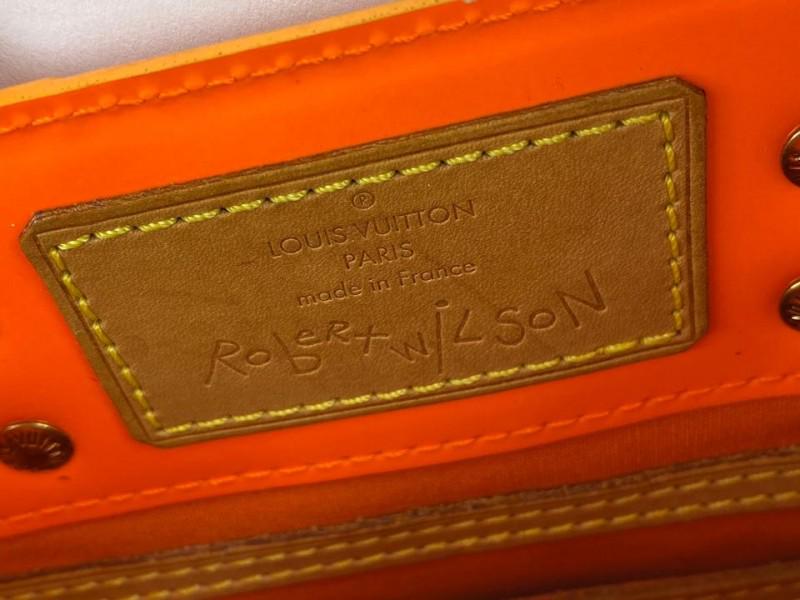 ®
LOUIS VUITTON
PARIS
made in France
RobeRt wiLSoN